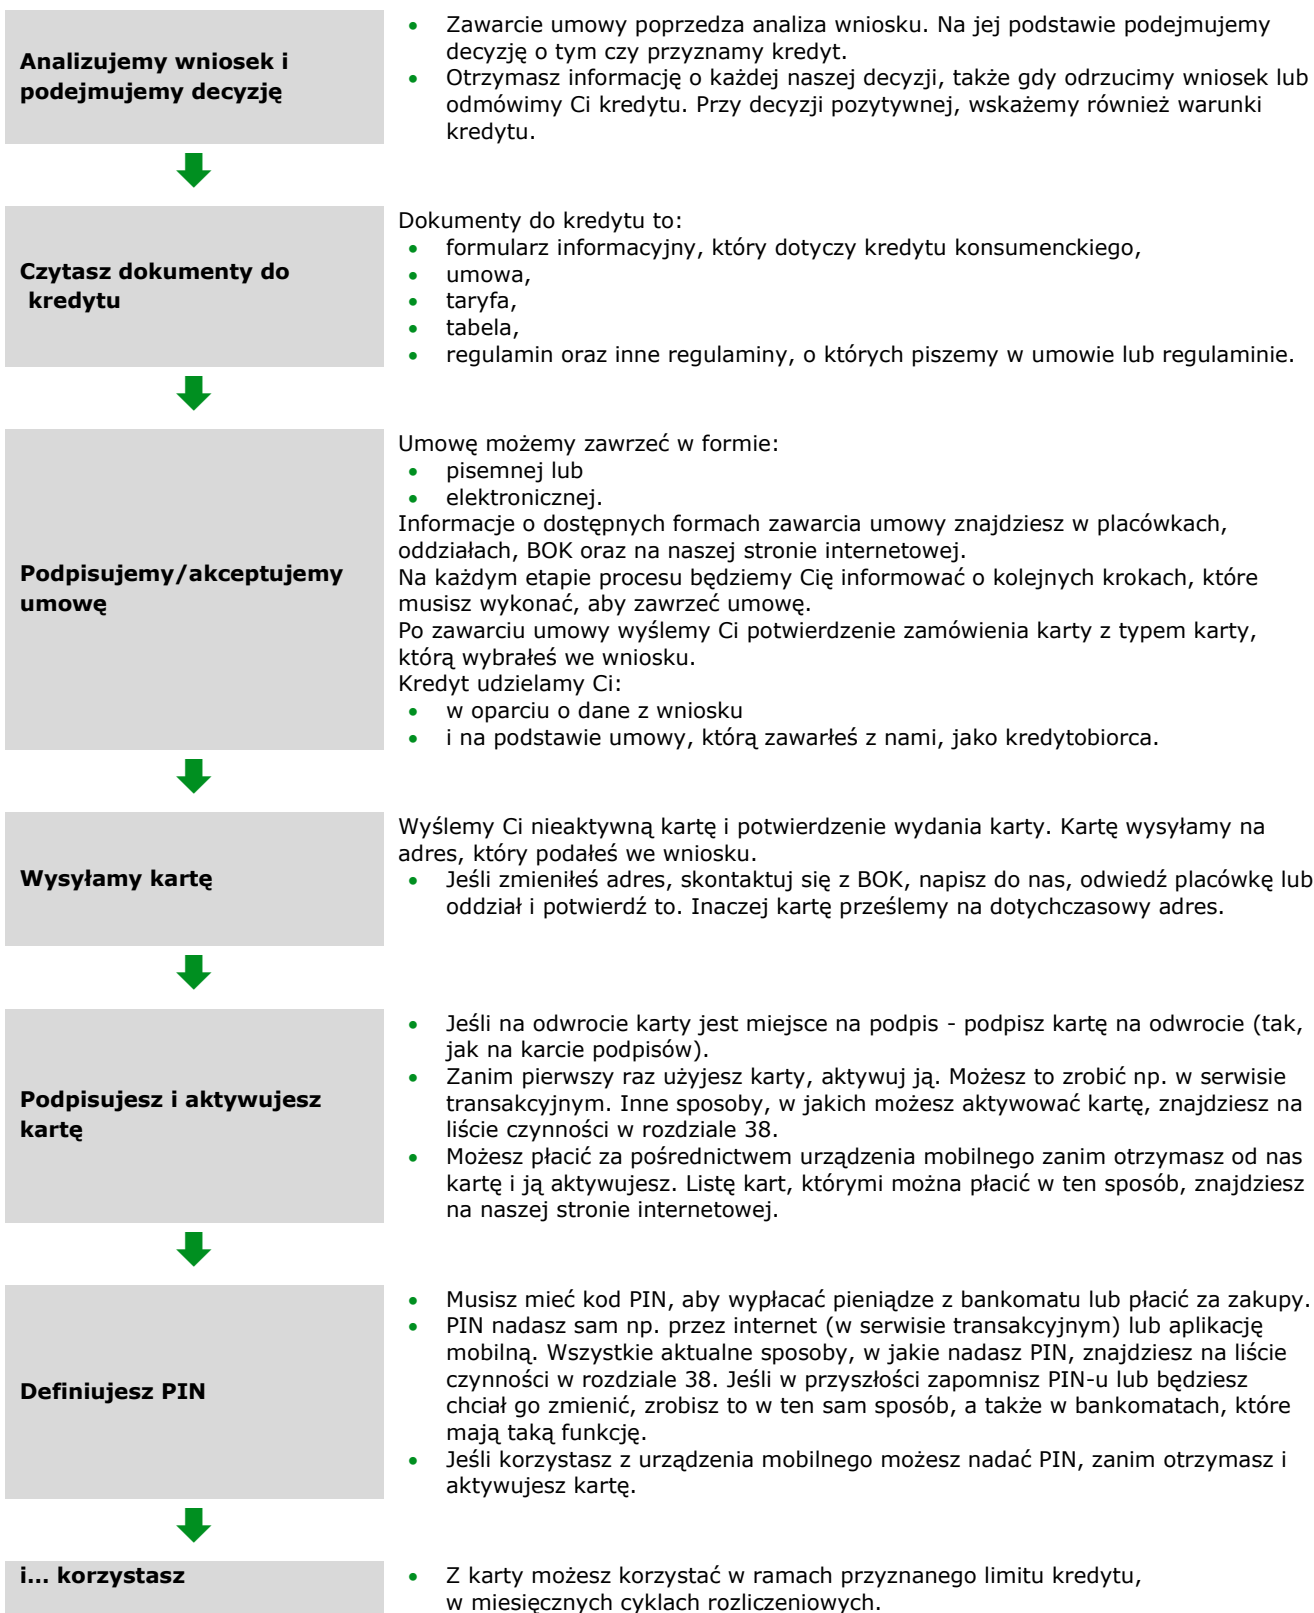 Analizujemy wniosek i
podejmujemy decyzję
• Zawarcie umowy poprzedza analiza wniosku. Na jej podstawie podejmujemy
decyzję o tym czy przyznamy kredyt.
• Otrzymasz informację o każdej naszej decyzji, także gdy odrzucimy wniosek lub
odmówimy Ci kredytu. Przy decyzji pozytywnej, wskażemy również warunki
kredytu.
Czytasz dokumenty do
kredytu
Dokumenty do kredytu to:
• formularz informacyjny, który dotyczy kredytu konsumenckiego,
• umowa,
• taryfa,
• tabela,
• regulamin oraz inne regulaminy, o których piszemy w umowie lub regulaminie.
Podpisujemy/akceptujemy
umowę
Umowę możemy zawrzeć w formie:
• pisemnej lub
• elektronicznej.
Informacje o dostępnych formach zawarcia umowy znajdziesz w placówkach,
oddziałach, BOK oraz na naszej stronie internetowej.
Na każdym etapie procesu będziemy Cię informować o kolejnych krokach, które
musisz wykonać, aby zawrzeć umowę.
Po zawarciu umowy wyślemy Ci potwierdzenie zamówienia karty z typem karty,
którą wybrałeś we wniosku.
Kredyt udzielamy Ci:
• w oparciu o dane z wniosku
• i na podstawie umowy, którą zawarłeś z nami, jako kredytobiorca.
Wysyłamy kartę
Wyślemy Ci nieaktywną kartę i potwierdzenie wydania karty. Kartę wysyłamy na
adres, który podałeś we wniosku.
• Jeśli zmieniłeś adres, skontaktuj się z BOK, napisz do nas, odwiedź placówkę lub
oddział i potwierdź to. Inaczej kartę prześlemy na dotychczasowy adres.
Podpisujesz i aktywujesz
kartę
• Jeśli na odwrocie karty jest miejsce na podpis - podpisz kartę na odwrocie (tak,
jak na karcie podpisów).
• Zanim pierwszy raz użyjesz karty, aktywuj ją. Możesz to zrobić np. w serwisie
transakcyjnym. Inne sposoby, w jakich możesz aktywować kartę, znajdziesz na
liście czynności w rozdziale 38.
• Możesz płacić za pośrednictwem urządzenia mobilnego zanim otrzymasz od nas
kartę i ją aktywujesz. Listę kart, którymi można płacić w ten sposób, znajdziesz
na naszej stronie internetowej.
Definiujesz PIN
• Musisz mieć kod PIN, aby wypłacać pieniądze z bankomatu lub płacić za zakupy.
• PIN nadasz sam np. przez internet (w serwisie transakcyjnym) lub aplikację
mobilną. Wszystkie aktualne sposoby, w jakie nadasz PIN, znajdziesz na liście
czynności w rozdziale 38. Jeśli w przyszłości zapomnisz PIN-u lub będziesz
chciał go zmienić, zrobisz to w ten sam sposób, a także w bankomatach, które
mają taką funkcję.
• Jeśli korzystasz z urządzenia mobilnego możesz nadać PIN, zanim otrzymasz i
aktywujesz kartę.
i... korzystasz
• Z karty możesz korzystać w ramach przyznanego limitu kredytu,
w miesięcznych cyklach rozliczeniowych.